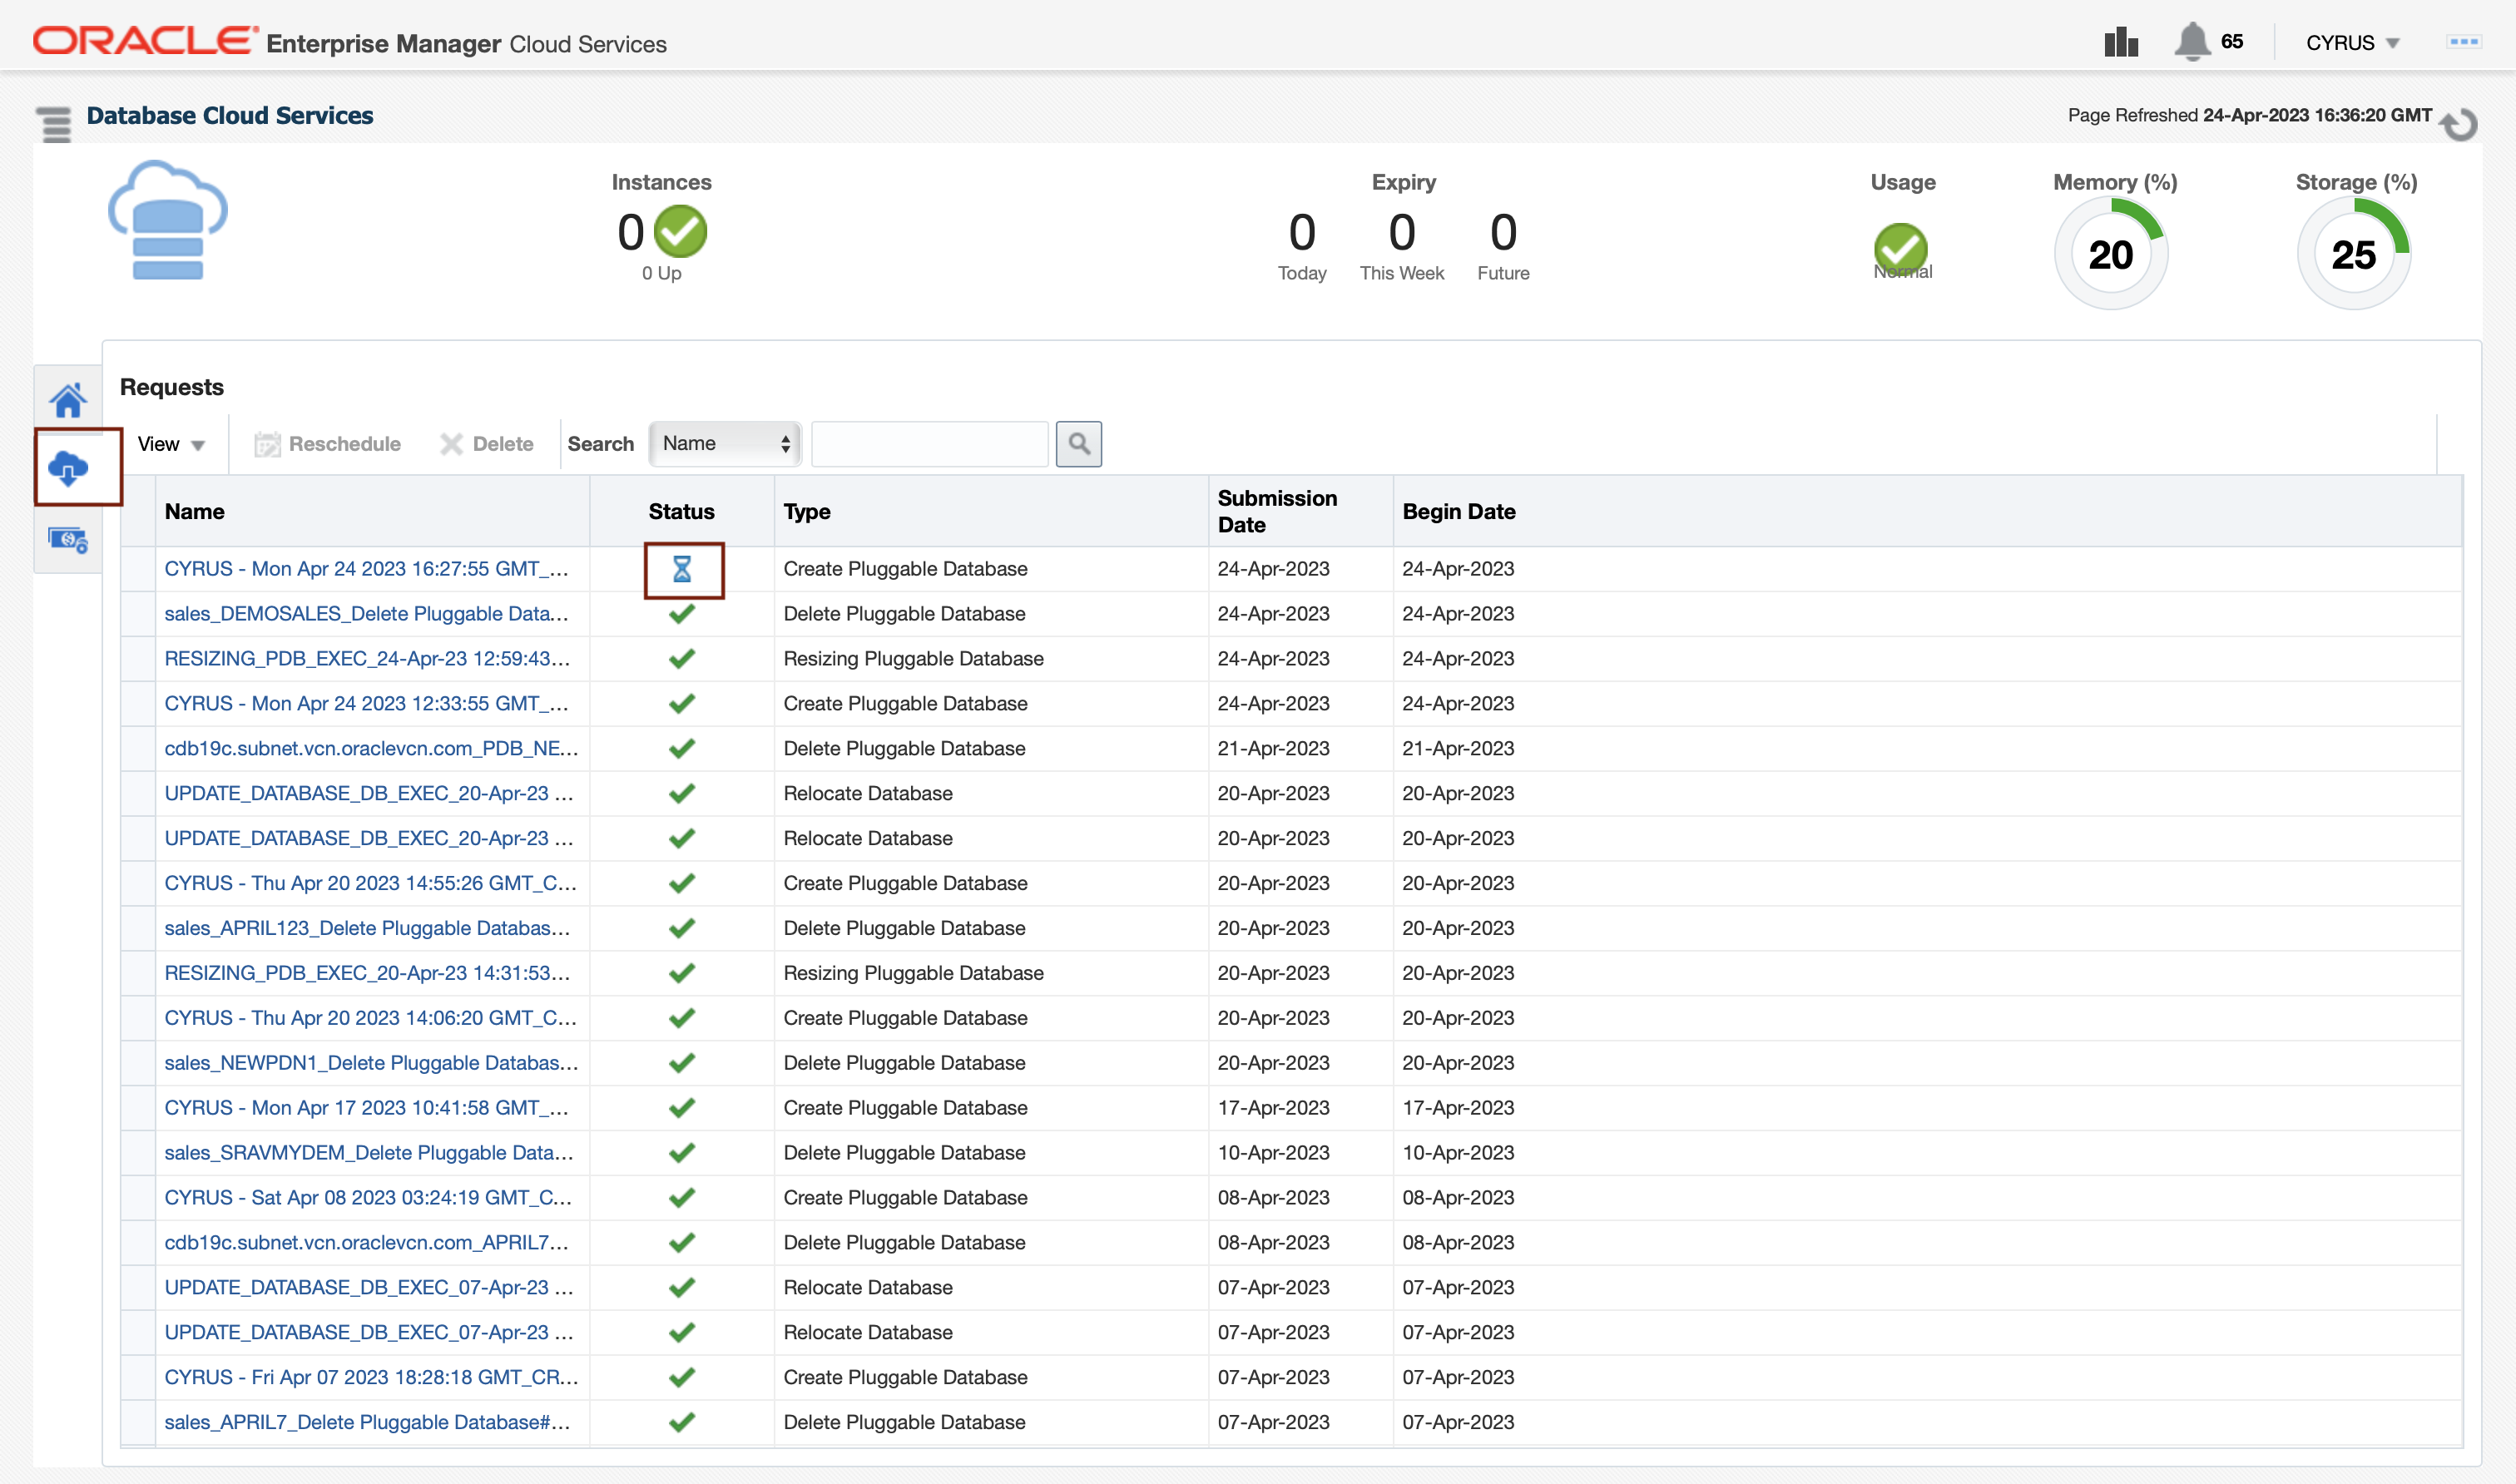 ORACLE Enterprise Manager Cloud Services 65 CYRUS
Database Cloud Services Page Refreshed 24-Apr-2023 16:36:20 GMT
Instances Expiry Usage Memory (%) Storage (%)
0 0 0 0 20 25
0 Up Today This Week Future Normal
Requests
View Reschedule Delete Search Name
Name Status Type Submission Date Begin Date
CYRUS - Mon Apr 24 2023 16:27:55 GMT_... Create Pluggable Database 24-Apr-2023 24-Apr-2023
sales_DEMOSALES_Delete Pluggable Data... Delete Pluggable Database 24-Apr-2023 24-Apr-2023
RESIZING_PDB_EXEC_24-Apr-23 12:59:43... Resizing Pluggable Database 24-Apr-2023 24-Apr-2023
CYRUS - Mon Apr 24 2023 12:33:55 GMT_... Create Pluggable Database 24-Apr-2023 24-Apr-2023
cdb19c.subnet.vcn.oraclevcn.com_PDB_NE... Delete Pluggable Database 21-Apr-2023 21-Apr-2023
UPDATE_DATABASE_DB_EXEC_20-Apr-23 ... Relocate Database 20-Apr-2023 20-Apr-2023
UPDATE_DATABASE_DB_EXEC_20-Apr-23 ... Relocate Database 20-Apr-2023 20-Apr-2023
CYRUS - Thu Apr 20 2023 14:55:26 GMT_C... Create Pluggable Database 20-Apr-2023 20-Apr-2023
sales_APRIL123_Delete Pluggable Databas... Delete Pluggable Database 20-Apr-2023 20-Apr-2023
RESIZING_PDB_EXEC_20-Apr-23 14:31:53... Resizing Pluggable Database 20-Apr-2023 20-Apr-2023
CYRUS - Thu Apr 20 2023 14:06:20 GMT_C... Create Pluggable Database 20-Apr-2023 20-Apr-2023
sales_NEWPDN1_Delete Pluggable Databas... Delete Pluggable Database 20-Apr-2023 20-Apr-2023
CYRUS - Mon Apr 17 2023 10:41:58 GMT_... Create Pluggable Database 17-Apr-2023 17-Apr-2023
sales_SRAVMYDEM_Delete Pluggable Data... Delete Pluggable Database 10-Apr-2023 10-Apr-2023
CYRUS - Sat Apr 08 2023 03:24:19 GMT_C... Create Pluggable Database 08-Apr-2023 08-Apr-2023
cdb19c.subnet.vcn.oraclevcn.com_APRIL7... Delete Pluggable Database 08-Apr-2023 08-Apr-2023
UPDATE_DATABASE_DB_EXEC_07-Apr-23 ... Relocate Database 07-Apr-2023 07-Apr-2023
UPDATE_DATABASE_DB_EXEC_07-Apr-23 ... Relocate Database 07-Apr-2023 07-Apr-2023
CYRUS - Fri Apr 07 2023 18:28:18 GMT_CR... Create Pluggable Database 07-Apr-2023 07-Apr-2023
sales_APRIL7_Delete Pluggable Database#... Delete Pluggable Database 07-Apr-2023 07-Apr-2023